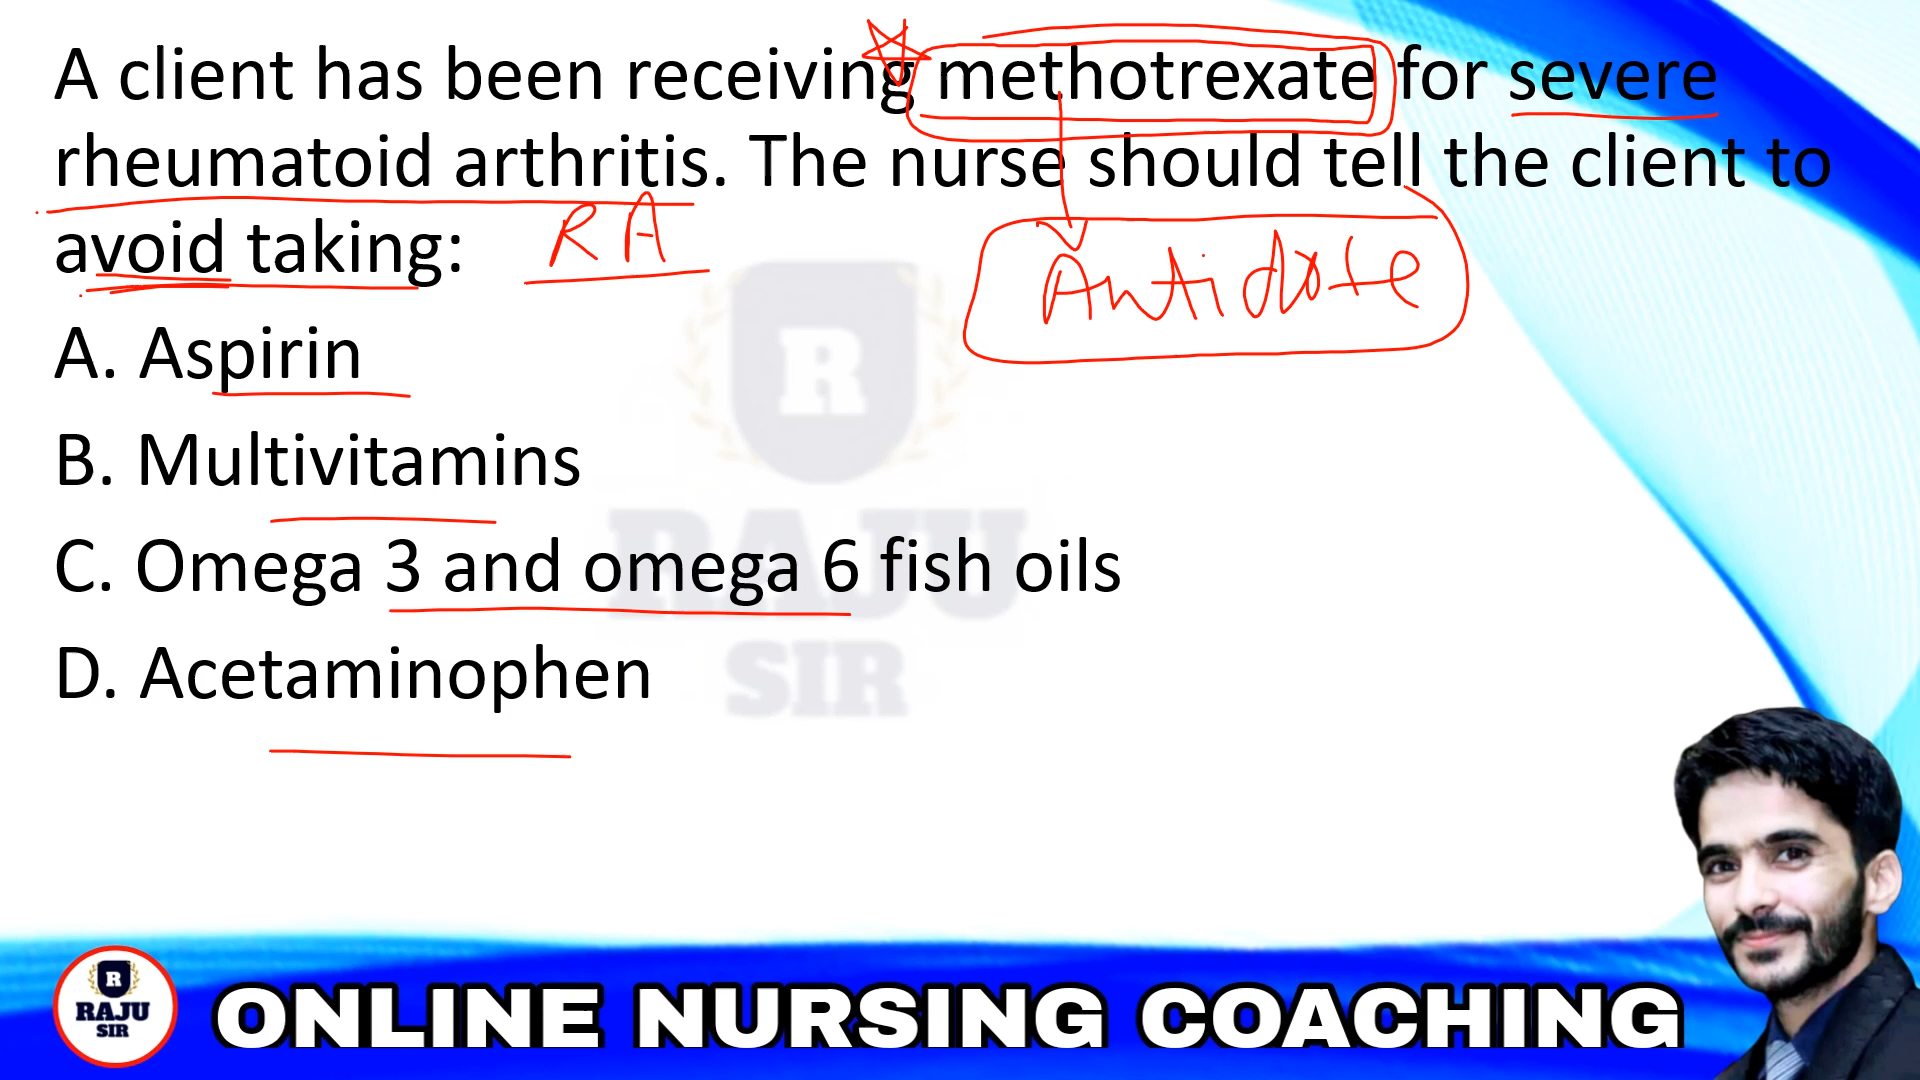 A client has been receiving methotrexate for severe
rheumatoid arthritis. The nurse should tell the client to
avoid taking:
RA
Antidote
A. Aspirin
B. Multivitamins
C. Omega 3 and omega 6 fish oils
D. Acetaminophen
R
RAJU
SIR
R
RAJU
SIR
ONLINE NURSING COACHING